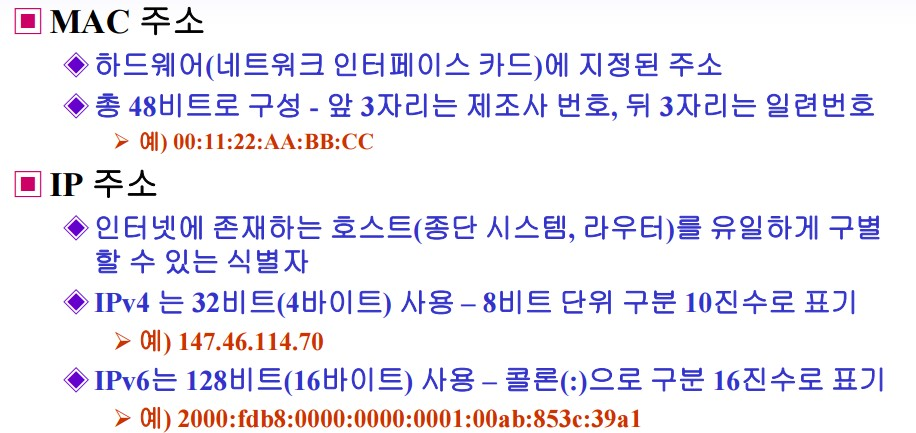 MAC 주소
하드웨어(네트워크 인터페이스 카드)에 지정된 주소
총 48비트로 구성 - 앞 3자리는 제조사 번호, 뒤 3자리는 일련번호
예) 00:11:22:AA:BB:CC
IP 주소
인터넷에 존재하는 호스트(종단 시스템, 라우터)를 유일하게 구별
할 수 있는 식별자
IPv4 는 32비트(4바이트) 사용 – 8비트 단위 구분 10진수로 표기
예) 147.46.114.70
IPv6는 128비트(16바이트) 사용 – 콜론(:)으로 구분 16진수로 표기
예) 2000:fdb8:0000:0000:0001:00ab:853c:39a1